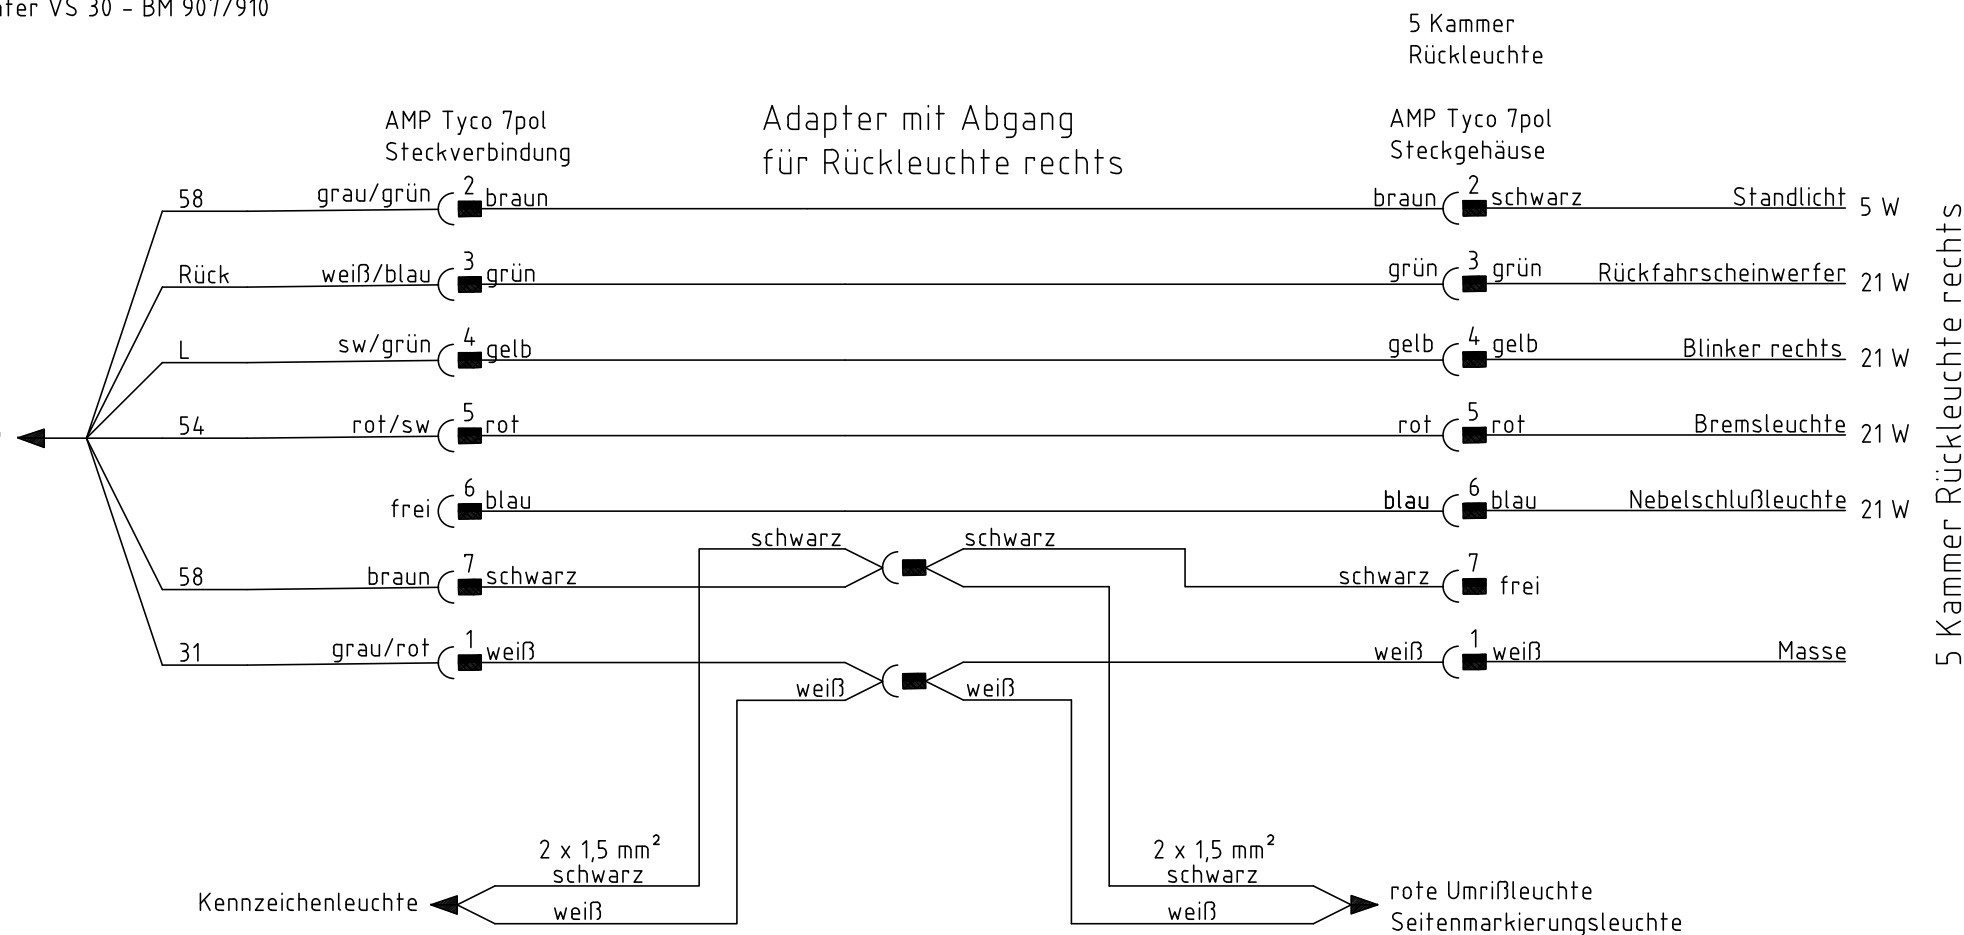 VS 30 - BM 907/910
5 Kammer
Rückleuchte
AMP Tyco 7pol
Steckverbindung
Adapter mit Abgang
für Rückleuchte rechts
AMP Tyco 7pol
Steckgehäuse
58 grau/grün 2 braun braun 2 schwarz Standlicht 5 W
Rück weiß/blau 3 grün grün 3 grün Rückfahrscheinwerfer 21 W
L sw/grün 4 gelb gelb 4 gelb Blinker rechts 21 W
54 rot/sw 5 rot rot 5 rot Bremsleuchte 21 W
frei 6 blau blau 6 blau Nebelschlußleuchte 21 W
schwarz schwarz
58 braun 7 schwarz schwarz 7 frei
31 grau/rot 1 weiß weiß 1 weiß Masse
weiß weiß
5 Kammer Rückleuchte rechts
2 x 1,5 mm²
schwarz
Kennzeichenleuchte
weiß
2 x 1,5 mm²
schwarz
weiß
rote Umrißleuchte
Seitenmarkierungsleuchte